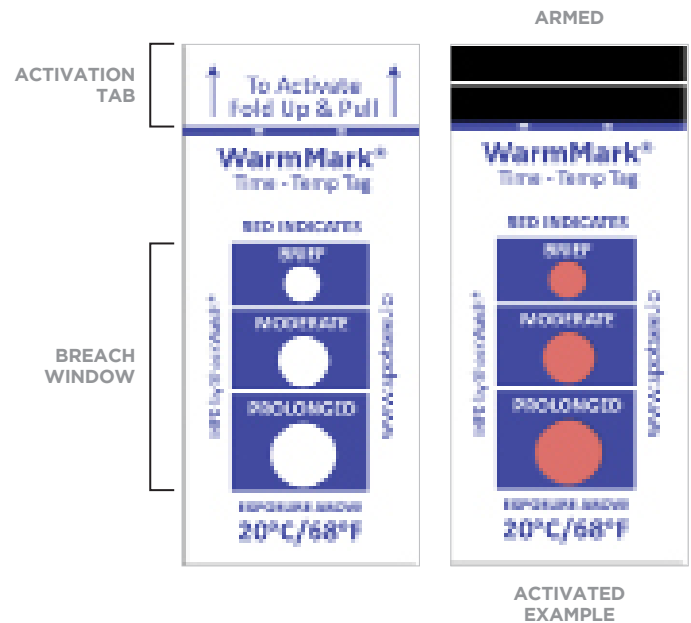 ARMED
ACTIVATION
TAB
To Activate
Fold Up & Pull
WarmMark®
Time - Temp Tag
RED INDICATES
BRIEF
MODERATE
PROLONGED
EXPOSURE ABOVE
20°C/68°F
BREACH
WINDOW
WarmMark®
Time - Temp Tag
RED INDICATES
BRIEF
MODERATE
PROLONGED
EXPOSURE ABOVE
20°C/68°F
ACTIVATED
EXAMPLE